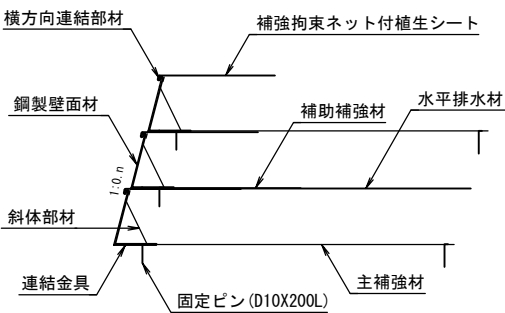 横方向連結部材
補強拘束ネット付植生シート
鋼製壁面材
補助補強材
水平排水材
1:0.n
斜体部材
連結金具
主補強材
固定ピン(D10X200L)